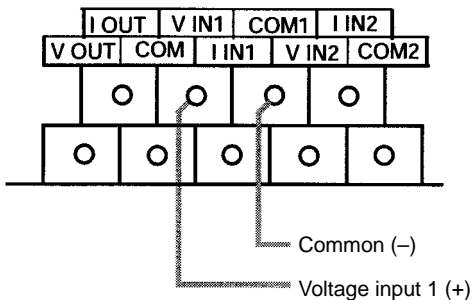 I OUT V IN1 COM1 I IN2
V OUT COM I IN1 V IN2 COM2
Common (–)
Voltage input 1 (+)